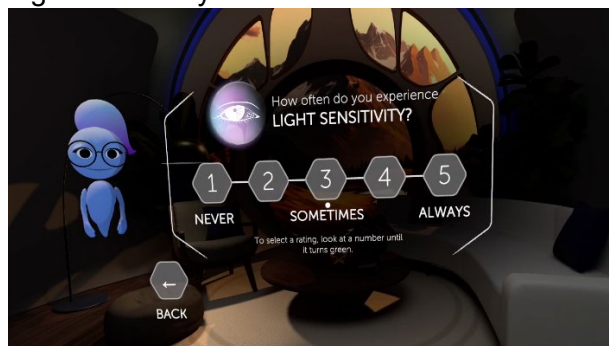 How often do you experience
LIGHT SENSITIVITY?
1 2 3 4 5
NEVER SOMETIMES ALWAYS
To select a rating, look at a number until
it turns green.
←
BACK